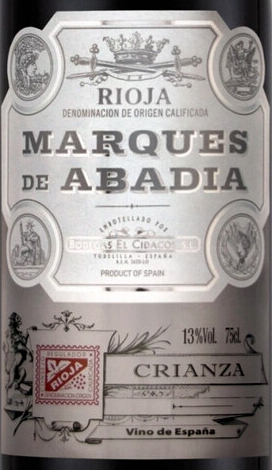 RIOJA
DENOMINACION DE ORIGEN CALIFICADA
MARQUES
DE ABADIA
EMBOTELLADO POR
BODEGAS EL CIDACOS, S.L.
TUDELILLA - ESPAÑA
PRODUCT OF SPAIN
13%Vol. 75cl.
RIOJA
CRIANZA
Vino de España